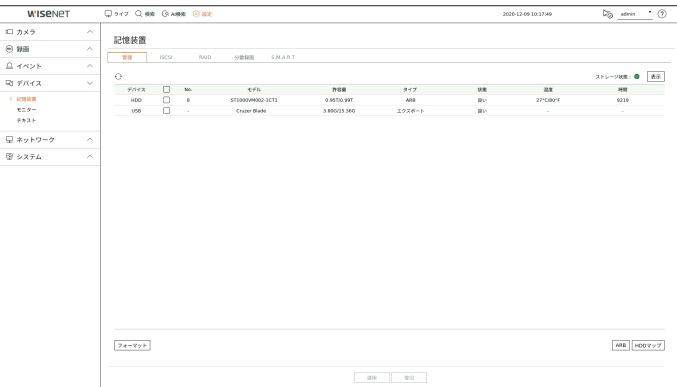 WISENET
ライブ 検索 AI検索 設定 2020-12-09 10:17:49 admin
カメラ
録画
イベント
デバイス
記憶装置
モニター
テキスト
ネットワーク
システム
記憶装置
管理 iSCSI RAID 分散録画 S.M.A.R.T
ストレージ状態 : 表示
デバイス No. モデル 許容量 タイプ 状態 温度 時間
HDD 8 ST1000VM002-1CT1 0.95T/0.99T ARB 良い 27°C/80°F 9219
USB - Cruzer Blade 3.80G/15.36G エクスポート 良い - -
フォーマット ARB HDDマップ
適用 復旧